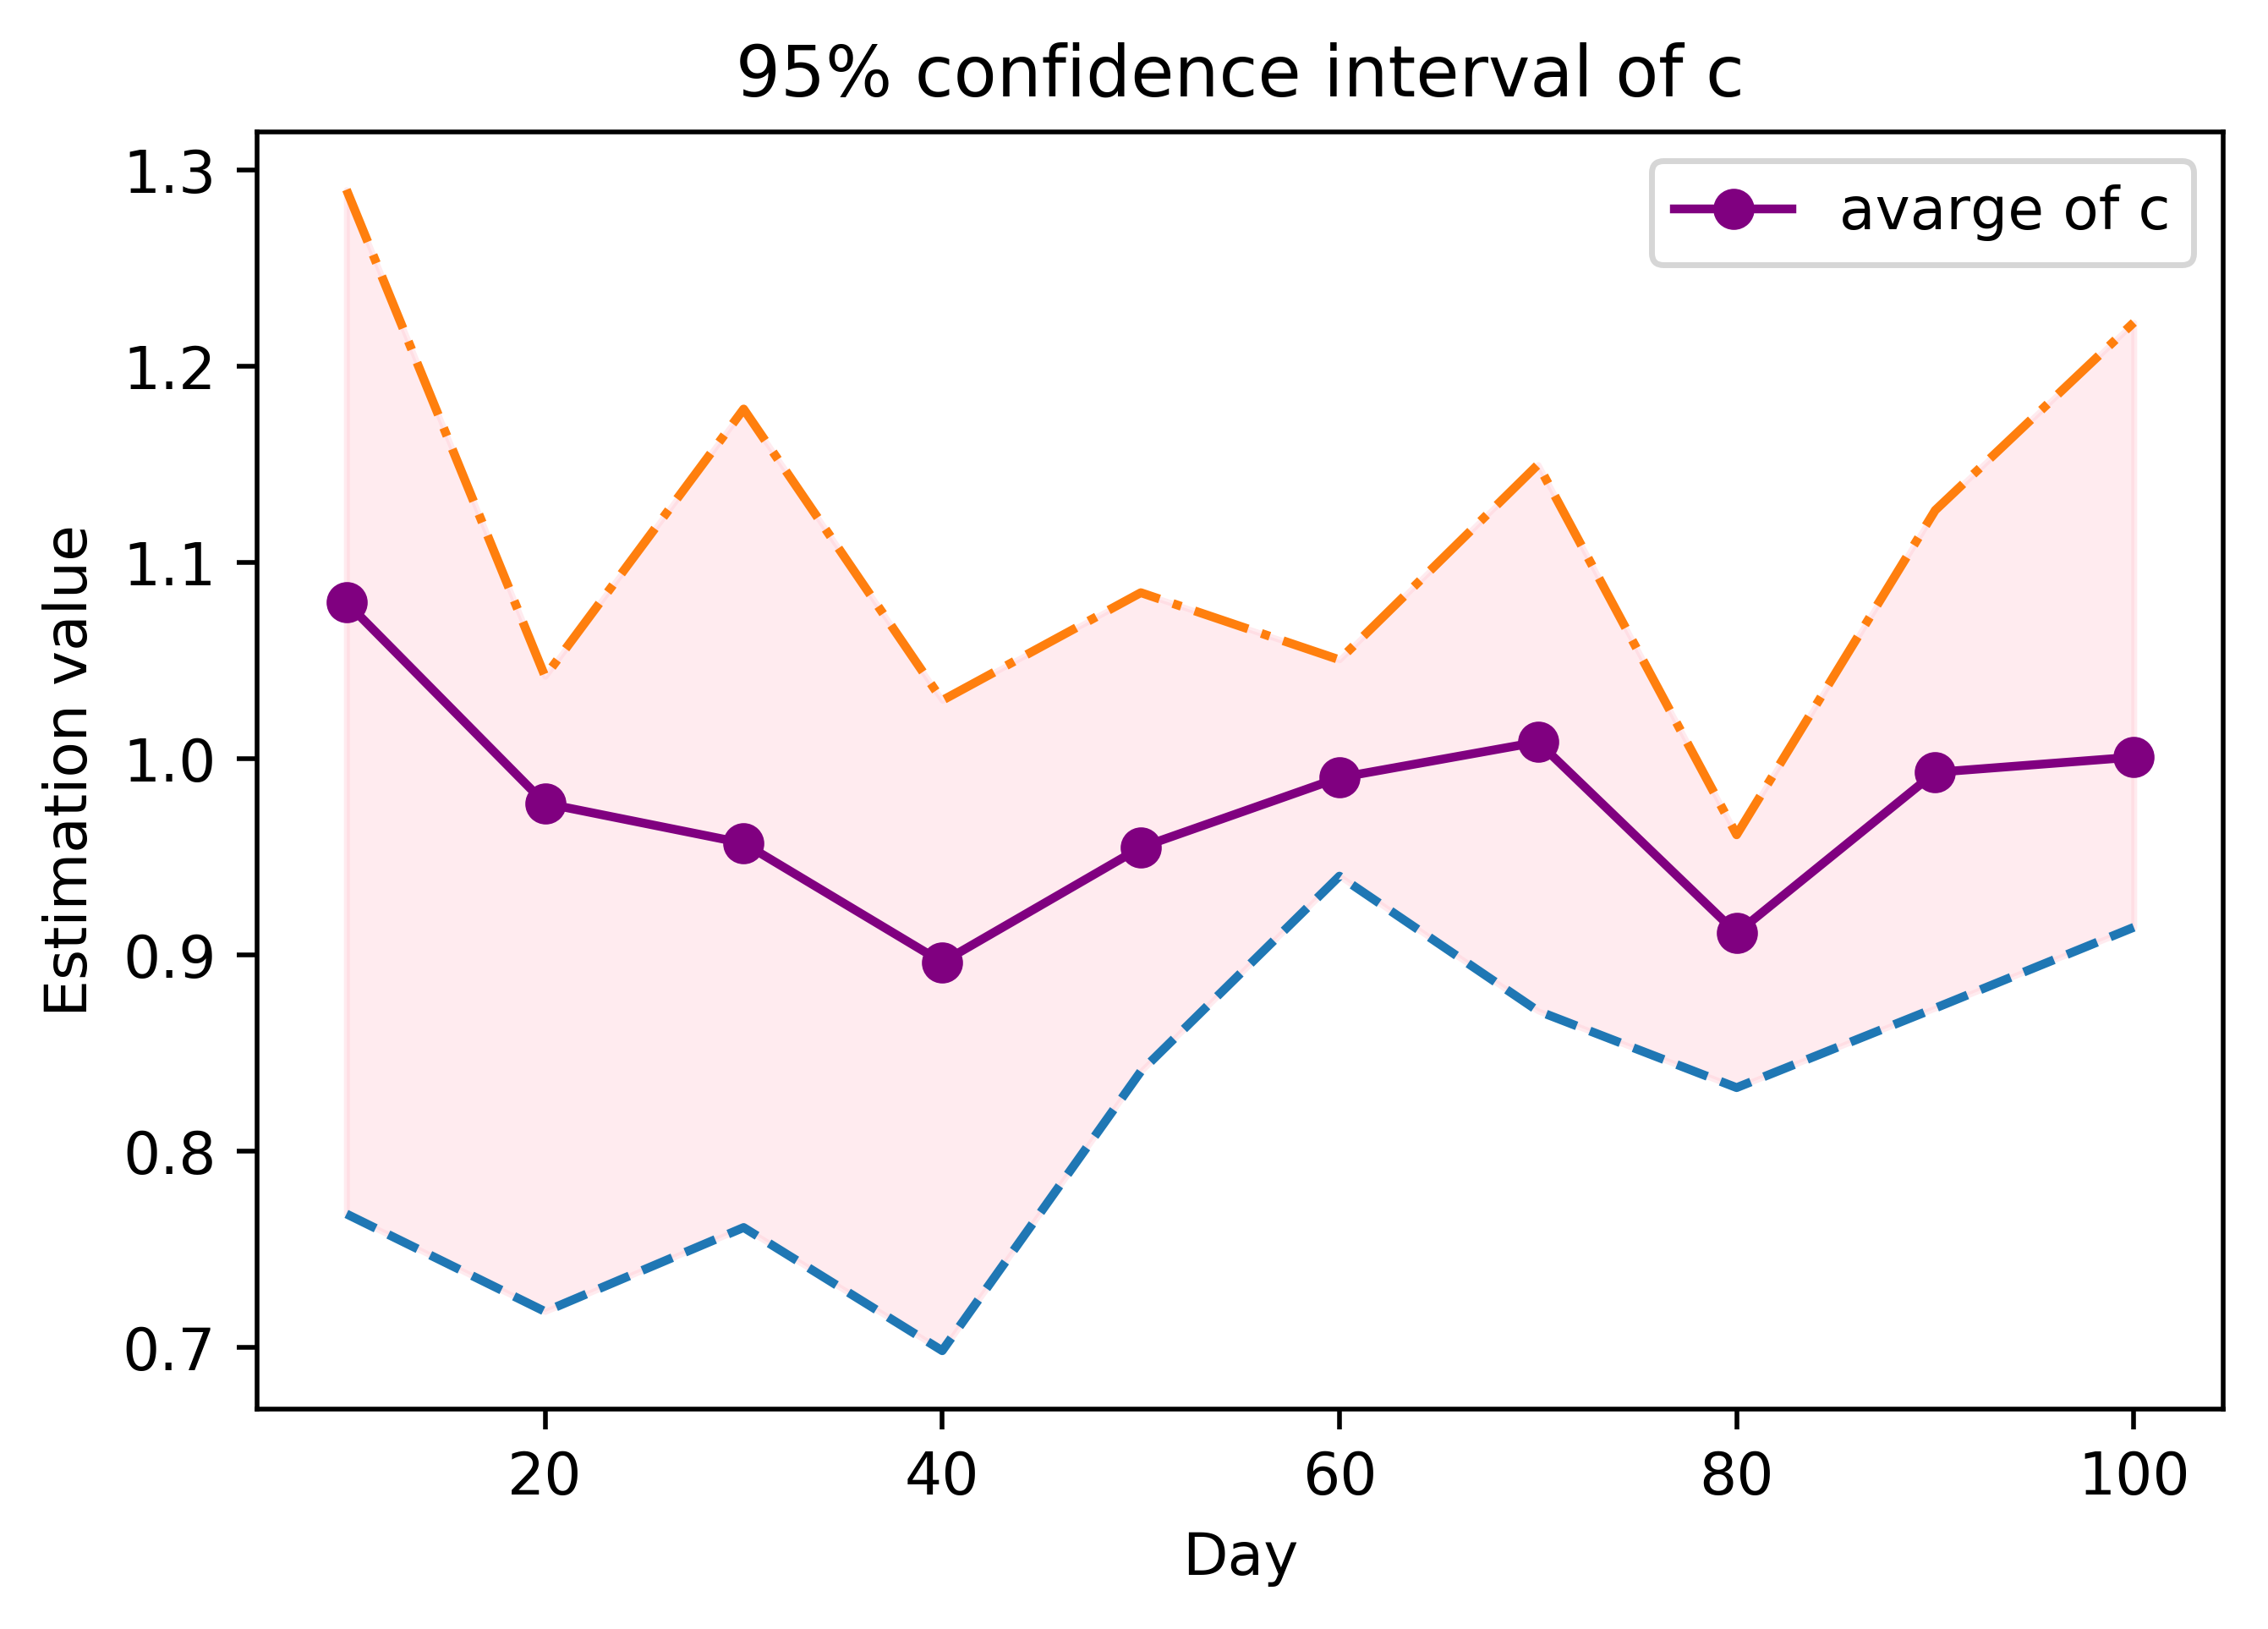 95% confidence interval of c
avarge of c
Estimation value
1.3
1.2
1.1
1.0
0.9
0.8
0.7
20 40 60 80 100
Day